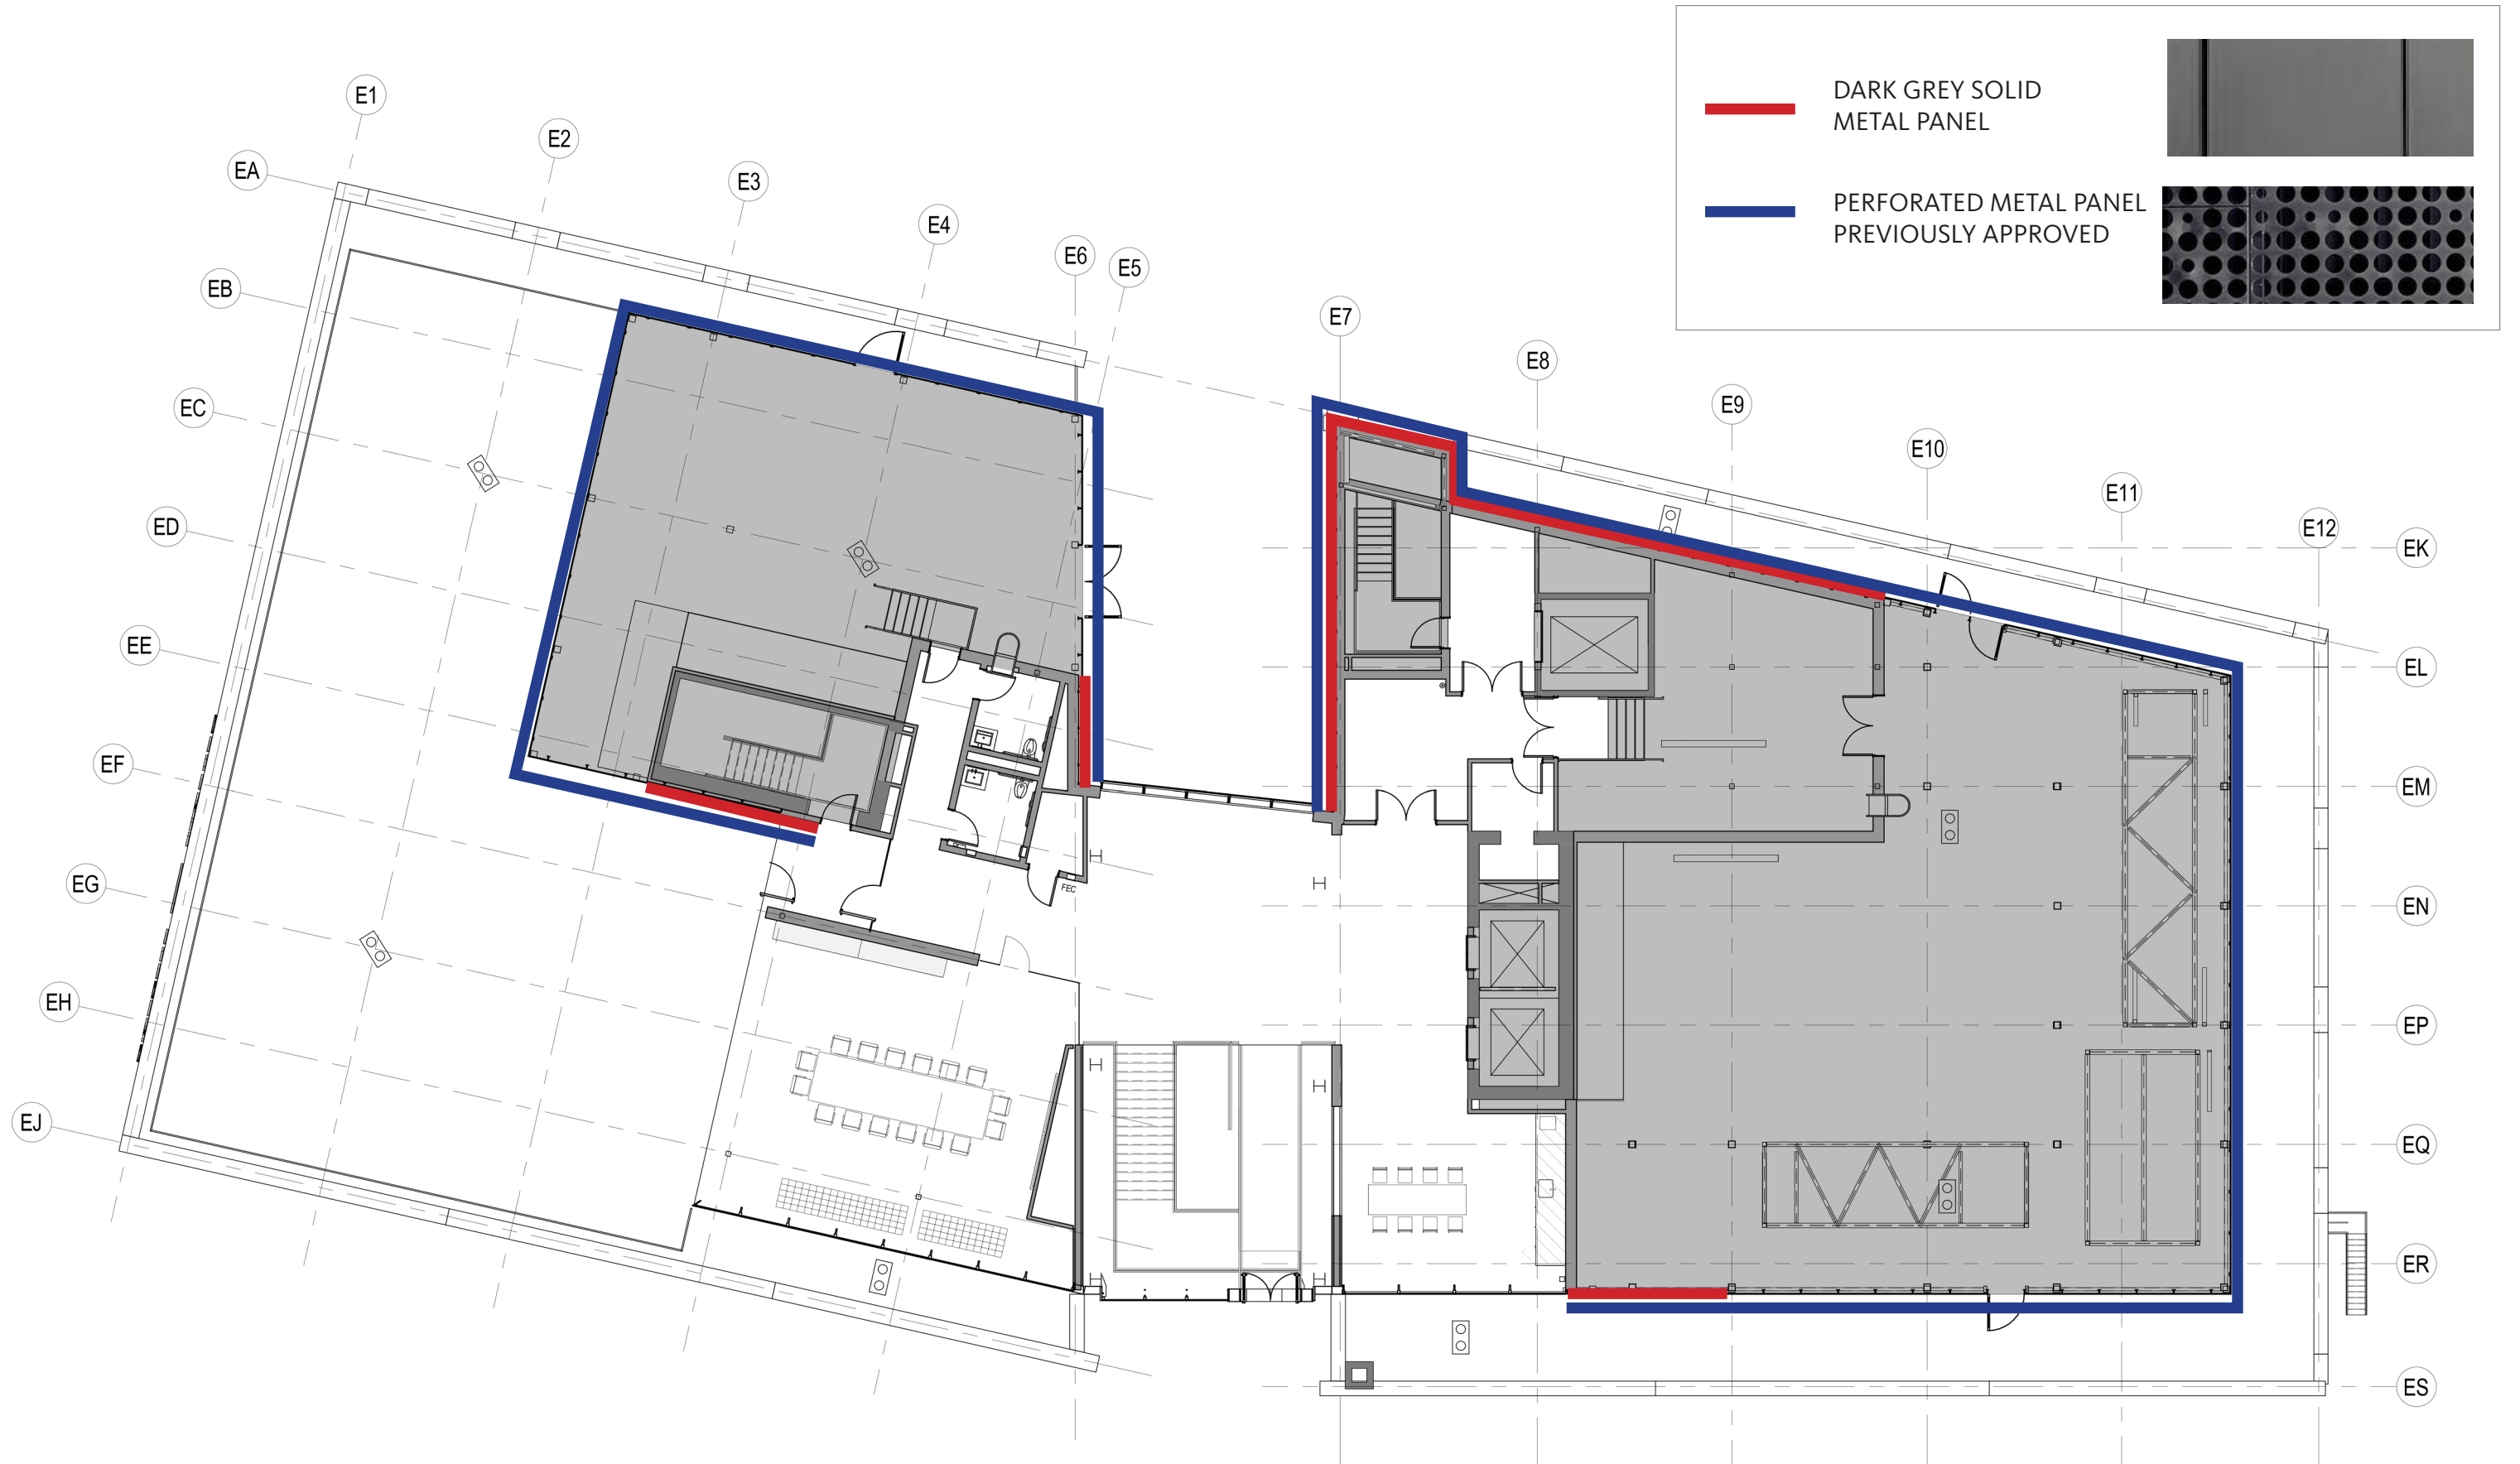 DARK GREY SOLID
METAL PANEL
PERFORATED METAL PANEL
PREVIOUSLY APPROVED
E1
E2
E3
E4
E6
E5
E7
E8
E9
E10
E11
E12
EA
EB
EC
ED
EE
EF
EG
EH
EJ
EK
EL
EM
EN
EP
EQ
ER
ES
FEC